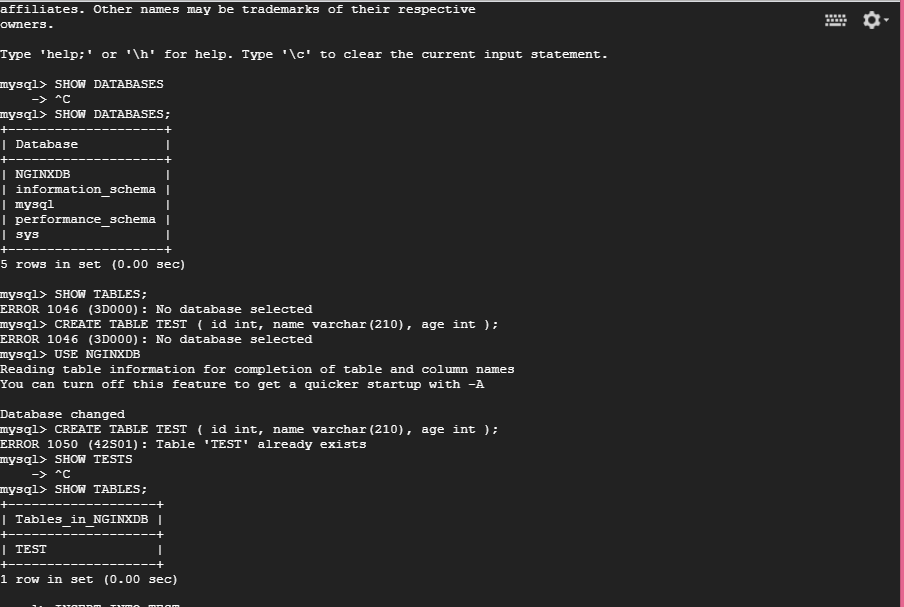 affiliates. Other names may be trademarks of their respective
owners.
Type 'help;' or '\h' for help. Type '\c' to clear the current input statement.
mysql> SHOW DATABASES
    -> ^C
mysql> SHOW DATABASES;
+--------------------+
| Database           |
+--------------------+
| NGINXDB            |
| information_schema |
| mysql              |
| performance_schema |
| sys                |
+--------------------+
5 rows in set (0.00 sec)
mysql> SHOW TABLES;
ERROR 1046 (3D000): No database selected
mysql> CREATE TABLE TEST ( id int, name varchar(210), age int );
ERROR 1046 (3D000): No database selected
mysql> USE NGINXDB
Reading table information for completion of table and column names
You can turn off this feature to get a quicker startup with -A
Database changed
mysql> CREATE TABLE TEST ( id int, name varchar(210), age int );
ERROR 1050 (42S01): Table 'TEST' already exists
mysql> SHOW TESTS
    -> ^C
mysql> SHOW TABLES;
+-------------------+
| Tables_in_NGINXDB |
+-------------------+
| TEST              |
+-------------------+
1 row in set (0.00 sec)
INSERT INTO TEST